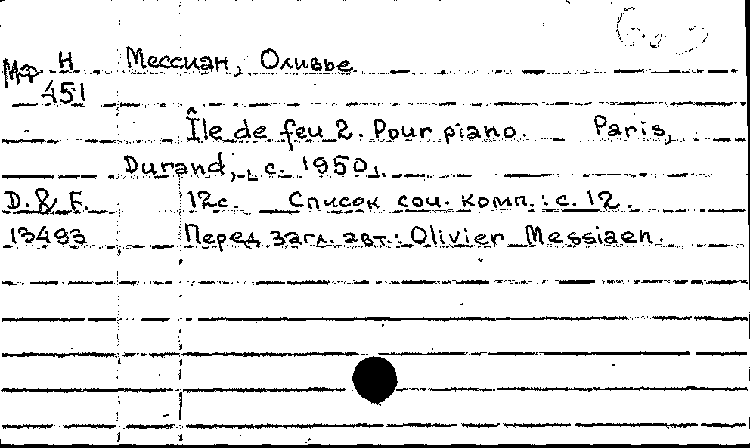 Мф Н Мессиан, Оливье
451
Île de feu 2. Pour piano. Paris,
Durand, c. 1950.
D. & F. 12с. Список соч. комп.: с. 12.
13493 Перед загл. авт.: Olivier Messiaen.